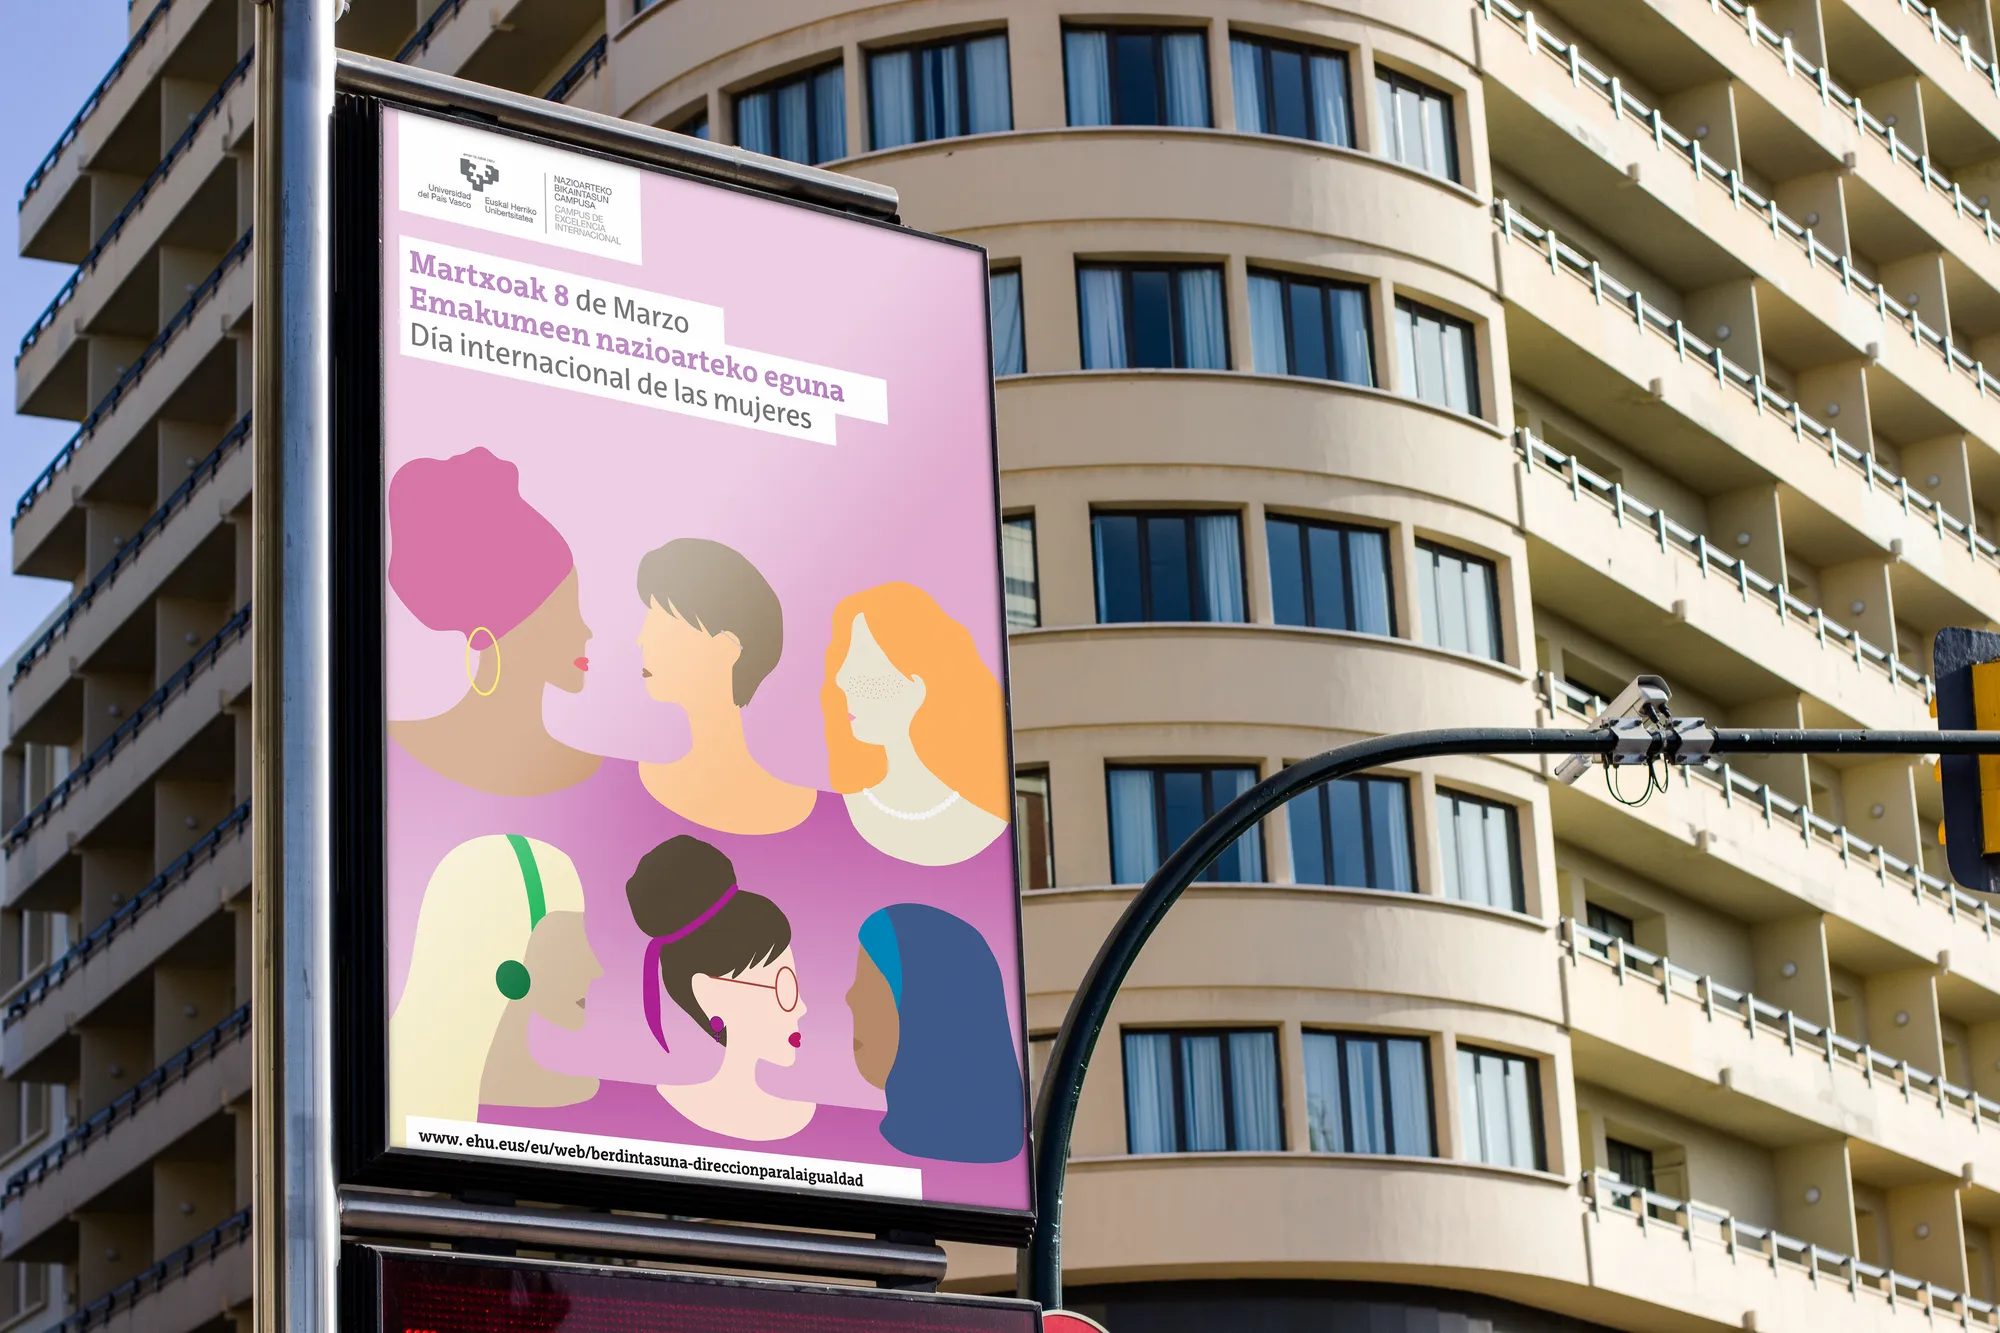 Universidad
del País Vasco
Euskal Herriko
Unibertsitatea
NAZIOARTEKO
BIKAINTASUN
CAMPUSA
CAMPUS DE
EXCELENCIA
INTERNACIONAL
Martxoak 8 de Marzo
Emakumeen nazioarteko eguna
Día internacional de las mujeres
www. ehu.eus/eu/web/berdintasuna-direccionparalaigualdad